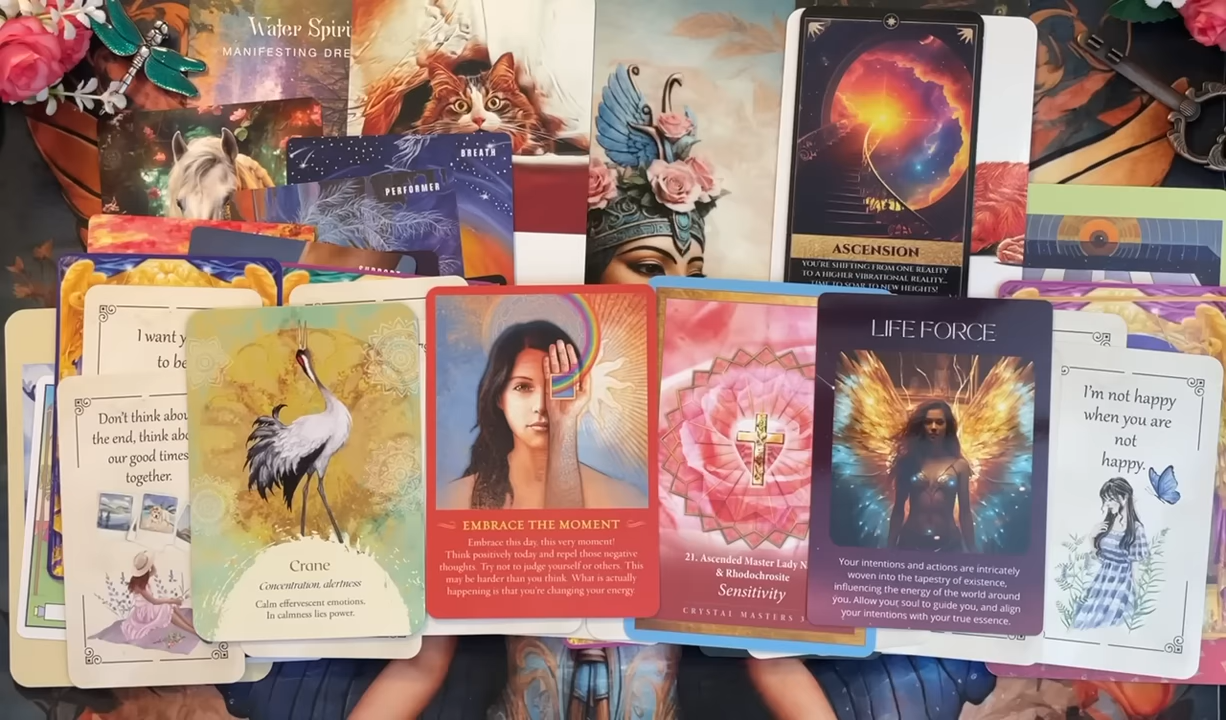 Water Spiri
MANIFESTING DRE
BREATH
PERFORMER
SUPPORT
ASCENSION
YOU'RE SHIFTING FROM ONE REALITY
TO A HIGHER VIBRATIONAL REALITY...
TIME TO SOAR TO NEW HEIGHTS!
I want y
to be
Don't think abou
the end, think abo
our good times
together.
Crane
Concentration, alertness
Calm effervescent emotions.
In calmness lies power.
EMBRACE THE MOMENT
Embrace this day, this very moment!
Think positively today and repel those negative
thoughts. Try not to judge yourself or others. This
may be harder than you think. What is actually
happening is that you're changing your energy.
21. Ascended Master Lady N
& Rhodochrosite
Sensitivity
CRYSTAL MASTERS 3
LIFE FORCE
Your intentions and actions are intricately
woven into the tapestry of existence,
influencing the energy of the world around
you. Allow your soul to guide you, and align
your intentions with your true essence.
I'm not happy
when you are
not
happy.